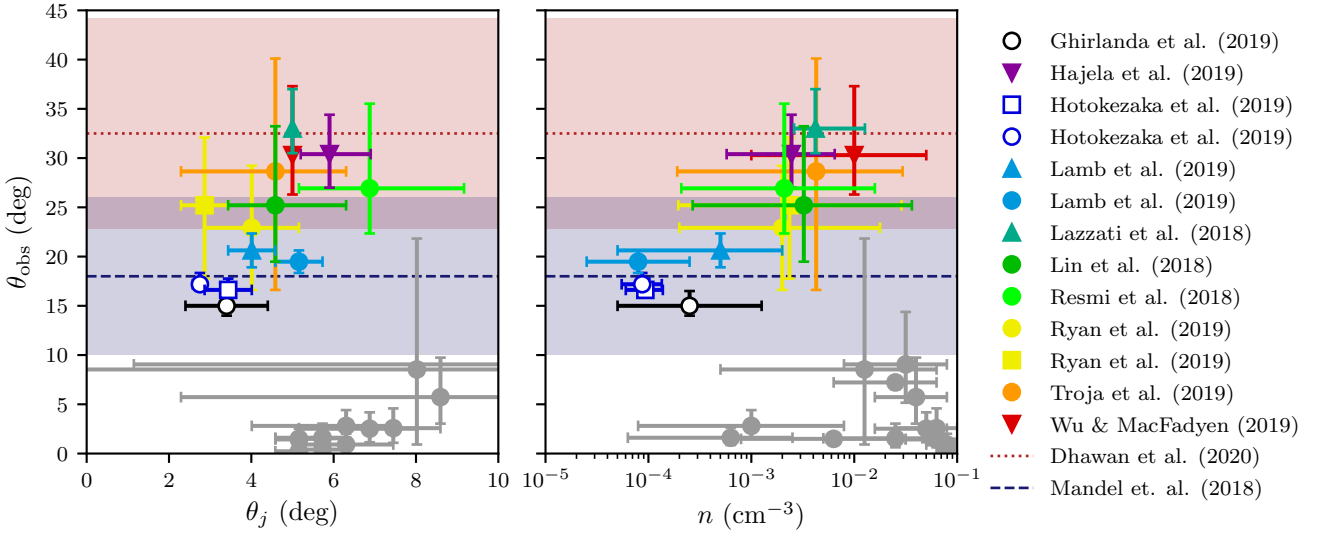 45
40
35
30
25
20
15
10
5
0
θobs (deg)
0 2 4 6 8 10
θj (deg)
10−5 10−4 10−3 10−2 10−1
n (cm−3)
Ghirlanda et al. (2019)
Hajela et al. (2019)
Hotokezaka et al. (2019)
Hotokezaka et al. (2019)
Lamb et al. (2019)
Lamb et al. (2019)
Lazzati et al. (2018)
Lin et al. (2018)
Resmi et al. (2018)
Ryan et al. (2019)
Ryan et al. (2019)
Troja et al. (2019)
Wu & MacFadyen (2019)
Dhawan et al. (2020)
Mandel et. al. (2018)